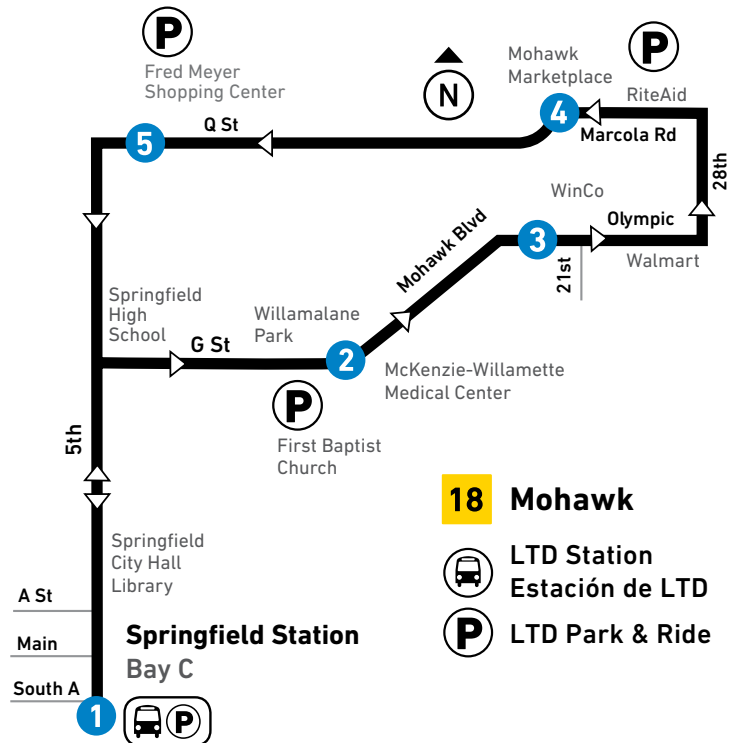 P
Fred Meyer
Shopping Center
N
Mohawk
Marketplace
P
RiteAid
4
Marcola Rd
5
Q St
28th
WinCo
Olympic
3
21st
Walmart
Mohawk Blvd
Springfield
High
School
Willamalane
Park
G St
2
McKenzie-Willamette
Medical Center
P
First Baptist
Church
5th
18 Mohawk
LTD Station
Estación de LTD
P LTD Park & Ride
Springfield
City Hall
Library
A St
Main
South A
Springfield Station
Bay C
1
P